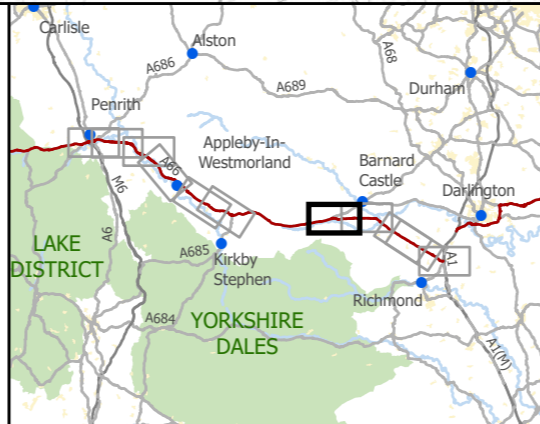 Carlisle
Alston
A68
A686
Durham
A689
Penrith
Appleby-In-
Westmorland
Barnard
Castle
A66
Darlington
M6
LAKE
DISTRICT
A6
A685
Kirkby
Stephen
A1
Richmond
YORKSHIRE
DALES
A684
A1(M)